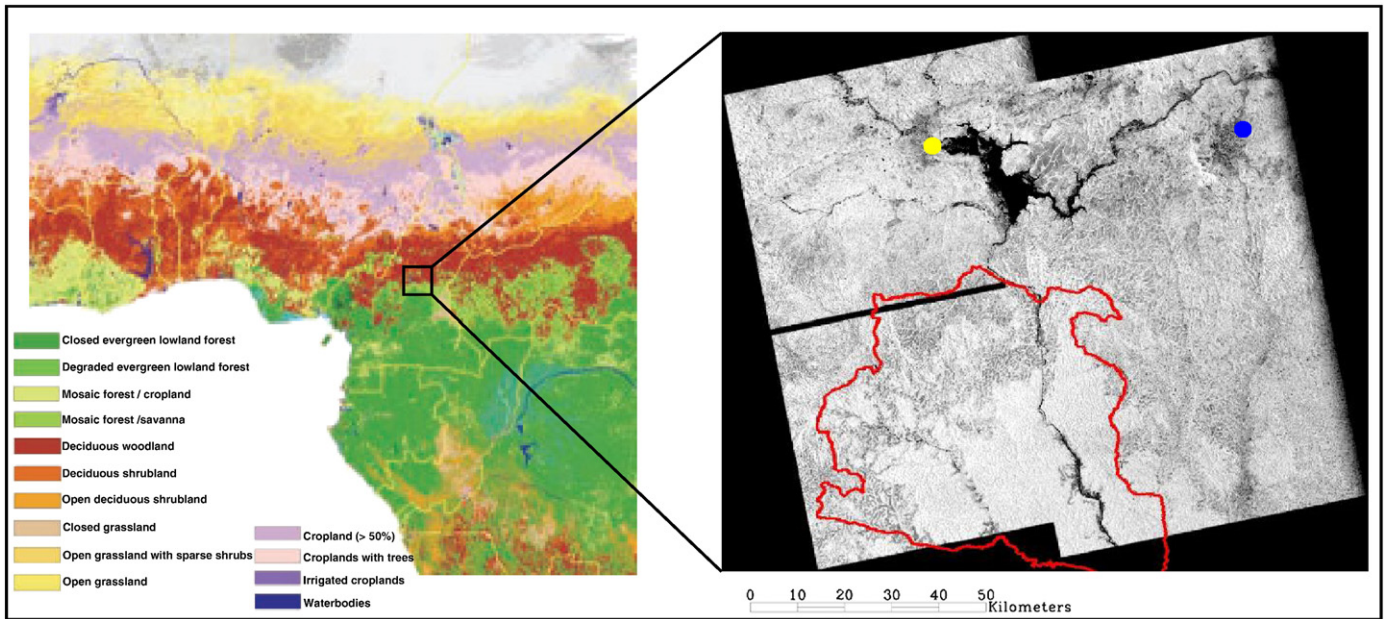 Closed evergreen lowland forest
Degraded evergreen lowland forest
Mosaic forest / cropland
Mosaic forest /savanna
Deciduous woodland
Deciduous shrubland
Open deciduous shrubland
Closed grassland
Open grassland with sparse shrubs
Open grassland
Cropland (> 50%)
Croplands with trees
Irrigated croplands
Waterbodies
0 10 20 30 40 50
Kilometers